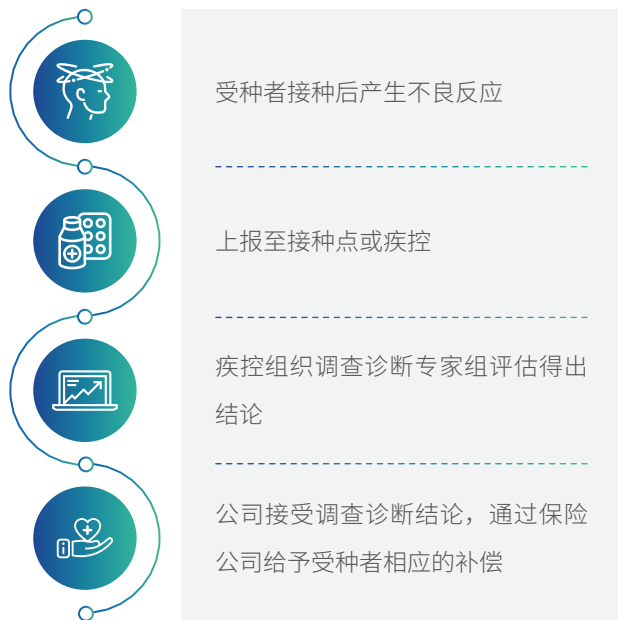 受种者接种后产生不良反应
上报至接种点或疾控
疾控组织调查诊断专家组评估得出
结论
公司接受调查诊断结论，通过保险
公司给予受种者相应的补偿